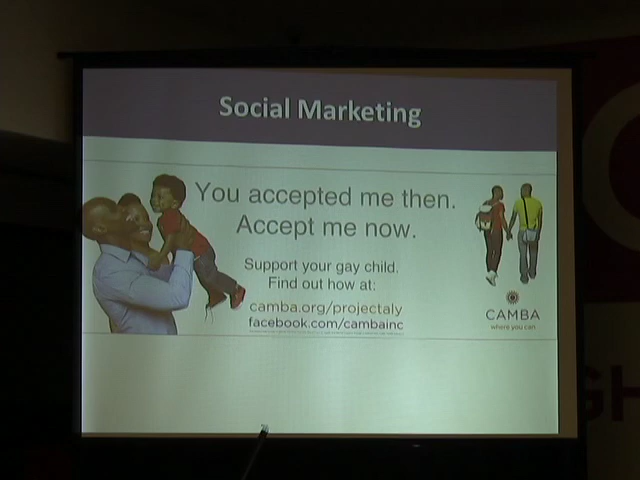 Social Marketing
You accepted me then.
Accept me now.
Support your gay child.
Find out how at:
camba.org/projectaly
facebook.com/cambainc
CAMBA
where you can
GH